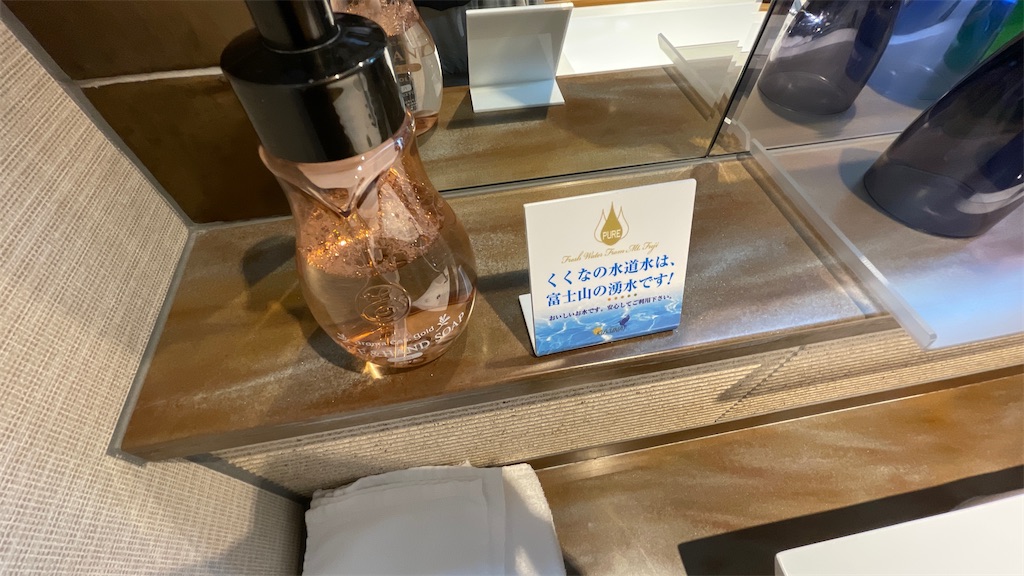 PURE
Fresh Water From Mt. Fuji
くくなの水道水は、
富士山の湧水です!
★★★★★
おいしいお水です。安心してご利用下さい。
Gold
HAND SOAP